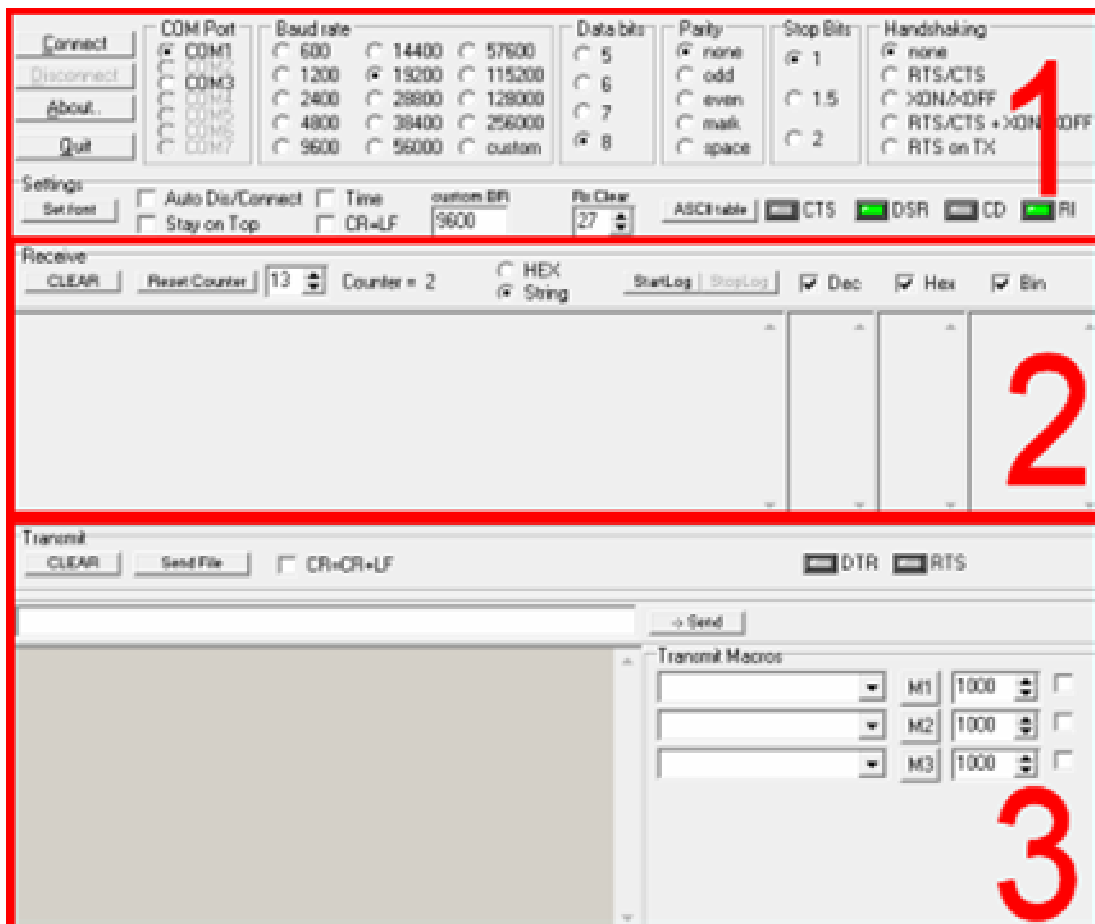 COM Port Baud rate Data bits Parity Stop Bits Handshaking
Connect COM1 600 14400 57600 5 none 1 none
Disconnect COM2 1200 19200 115200 6 odd RTS/CTS
COM3 2400 28800 128000 even 1.5 XON/XOFF
About.. COM4 4800 38400 256000 7 mark RTS/CTS + XON/XOFF
COM5 9600 56000 custom 8 space 2 RTS on TX
Quit COM6
COM7
1
Settings
Set font Auto Dis/Connect Time custom BR Rx Clear ASCII table CTS DSR CD RI
Stay on Top CR=LF 9600 27
Receive
CLEAR Reset Counter 13 Counter = 2 HEX StartLog StopLog Dec Hex Bin
String
2
Transmit
CLEAR Send File CR=CR+LF DTR RTS
-> Send
Transmit Macros
M1 1000
M2 1000
M3 1000
3